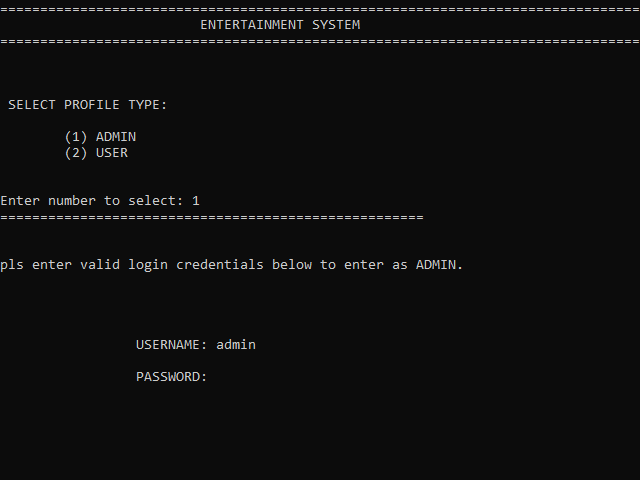 ================================================================================
ENTERTAINMENT SYSTEM
================================================================================
SELECT PROFILE TYPE:
(1) ADMIN
(2) USER
Enter number to select: 1
=====================================================
pls enter valid login credentials below to enter as ADMIN.
USERNAME: admin
PASSWORD: